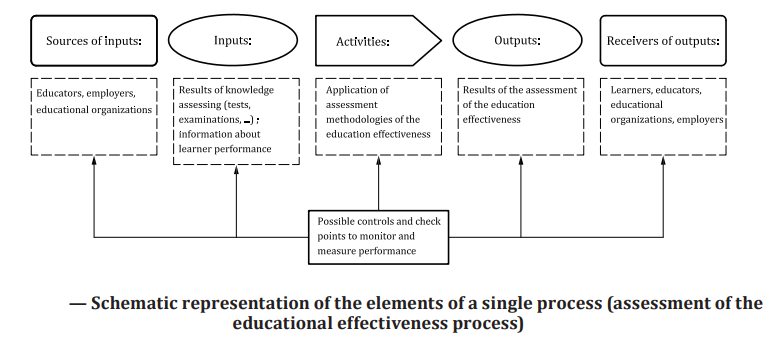 Sources of inputs:
Inputs:
Activities:
Outputs:
Receivers of outputs:
Educators, employers,
educational organizations
Results of knowledge
assessing (tests,
examinations, …) ;
information about
learner performance
Application of
assessment
methodologies of the
education effectiveness
Results of the assessment
of the education
effectiveness
Learners, educators,
educational
organizations, employers
Possible controls and check
points to monitor and
measure performance
— Schematic representation of the elements of a single process (assessment of the
educational effectiveness process)